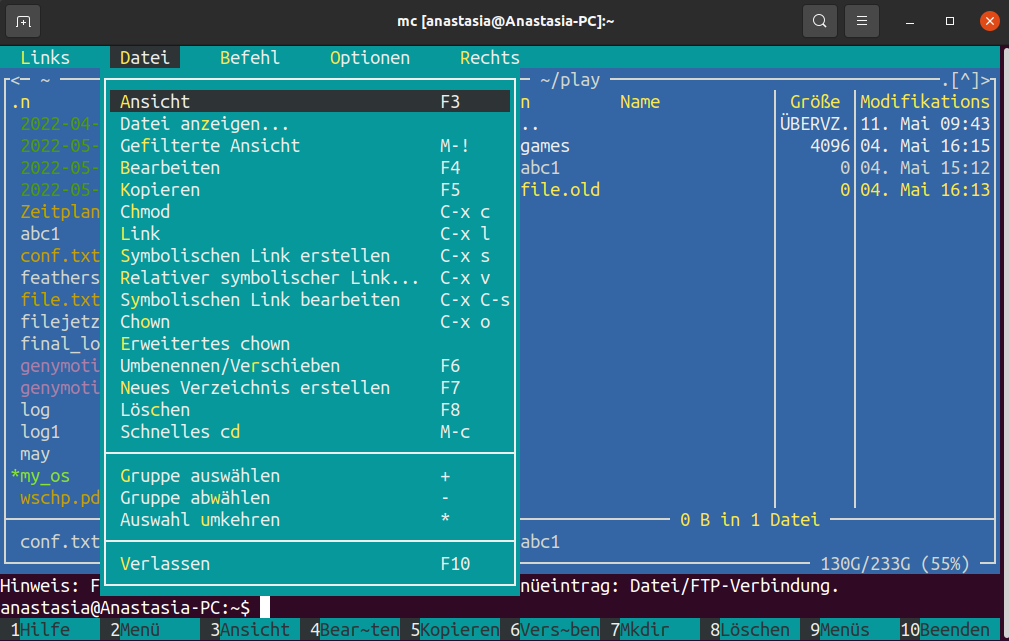 mc [anastasia@Anastasia-PC]:~
Links Datei Befehl Optionen Rechts
<─ ~ ~/play .[^]>
.n Ansicht F3 n Name Größe Modifikations
2022-04- Datei anzeigen... .. ÜBERVZ. 11. Mai 09:43
2022-05- Gefilterte Ansicht M-! games 4096 04. Mai 16:15
2022-05- Bearbeiten F4 abc1 0 04. Mai 15:12
2022-05- Kopieren F5 file.old 0 04. Mai 16:13
Zeitplan Chmod C-x c
abc1 Link C-x l
conf.txt Symbolischen Link erstellen C-x s
feathers Relativer symbolischer Link... C-x v
file.txt Symbolischen Link bearbeiten C-x C-s
filejetz Chown C-x o
final_lo Erweitertes chown
genymoti Umbenennen/Verschieben F6
genymoti Neues Verzeichnis erstellen F7
log Löschen F8
log1 Schnelles cd M-c
may
*my_os Gruppe auswählen +
wschp.pd Gruppe abwählen -
Auswahl umkehren * 0 B in 1 Datei
conf.txt abc1
Verlassen F10 130G/233G (55%)
Hinweis: F nüeintrag: Datei/FTP-Verbindung.
anastasia@Anastasia-PC:~$
1Hilfe 2Menü 3Ansicht 4Bear~ten 5Kopieren 6Vers~ben 7Mkdir 8Löschen 9Menüs 10Beenden